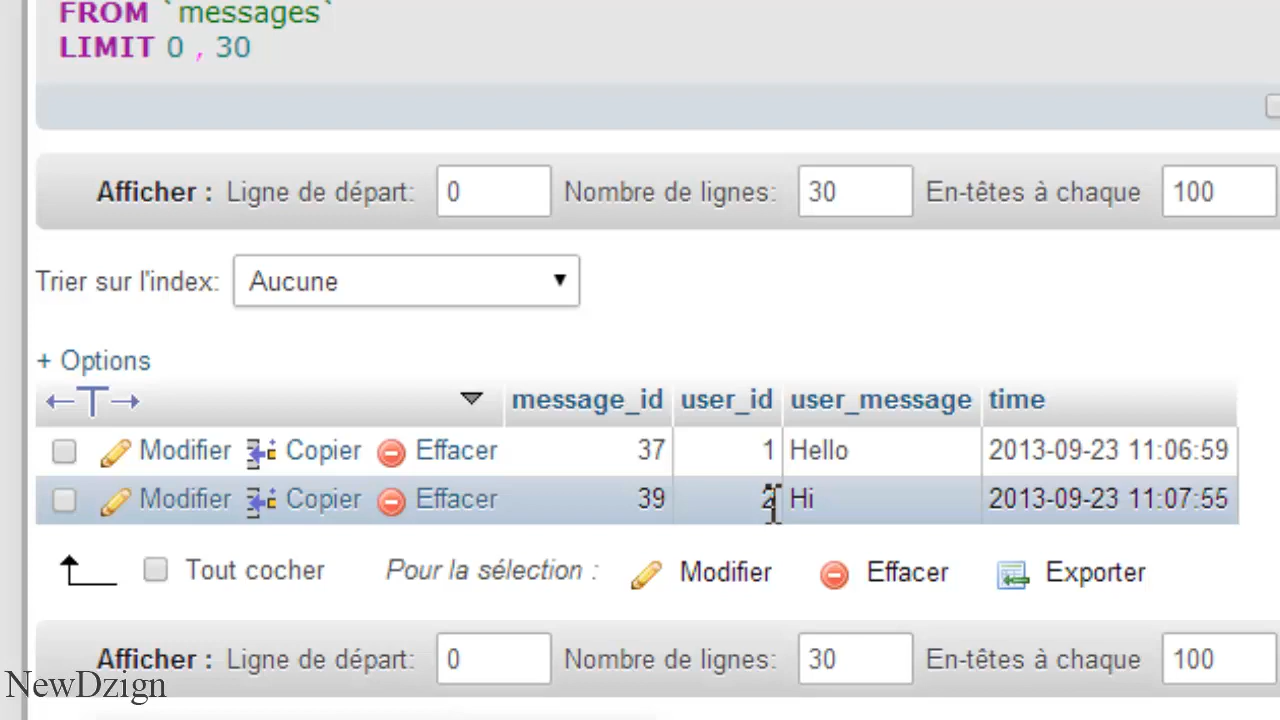 FROM `messages`
LIMIT 0 , 30
Afficher : Ligne de départ: 0 Nombre de lignes: 30 En-têtes à chaque 100
Trier sur l'index: Aucune
+ Options
message_id user_id user_message time
Modifier Copier Effacer 37 1 Hello 2013-09-23 11:06:59
Modifier Copier Effacer 39 2 Hi 2013-09-23 11:07:55
Tout cocher Pour la sélection : Modifier Effacer Exporter
Afficher : Ligne de départ: 0 Nombre de lignes: 30 En-têtes à chaque 100
NewDzign